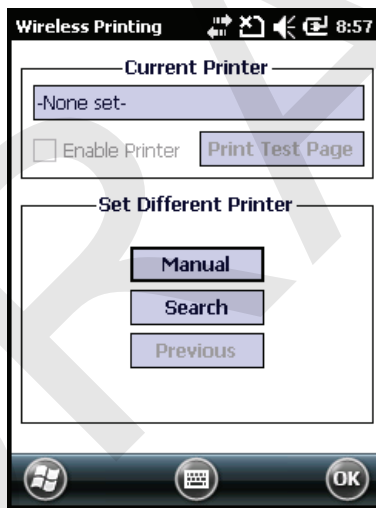 Wireless Printing 8:57
Current Printer
-None set-
Enable Printer Print Test Page
Set Different Printer
Manual
Search
Previous
OK